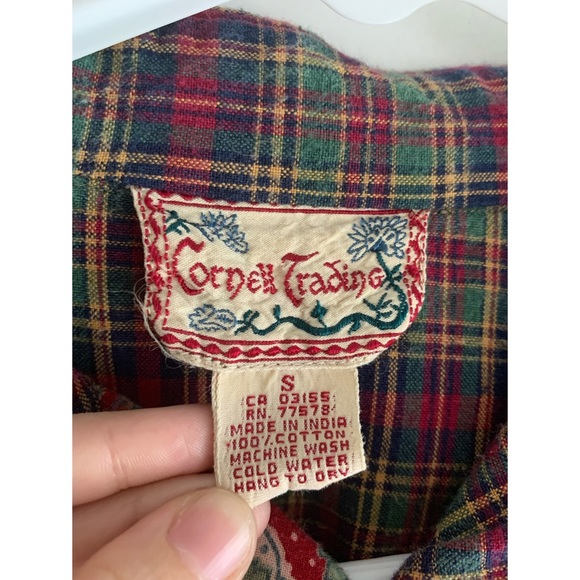 Cornell Trading
S
CA 03155
RN. 77578
MADE IN INDIA
100% COTTON
MACHINE WASH
COLD WATER
HANG TO DRY